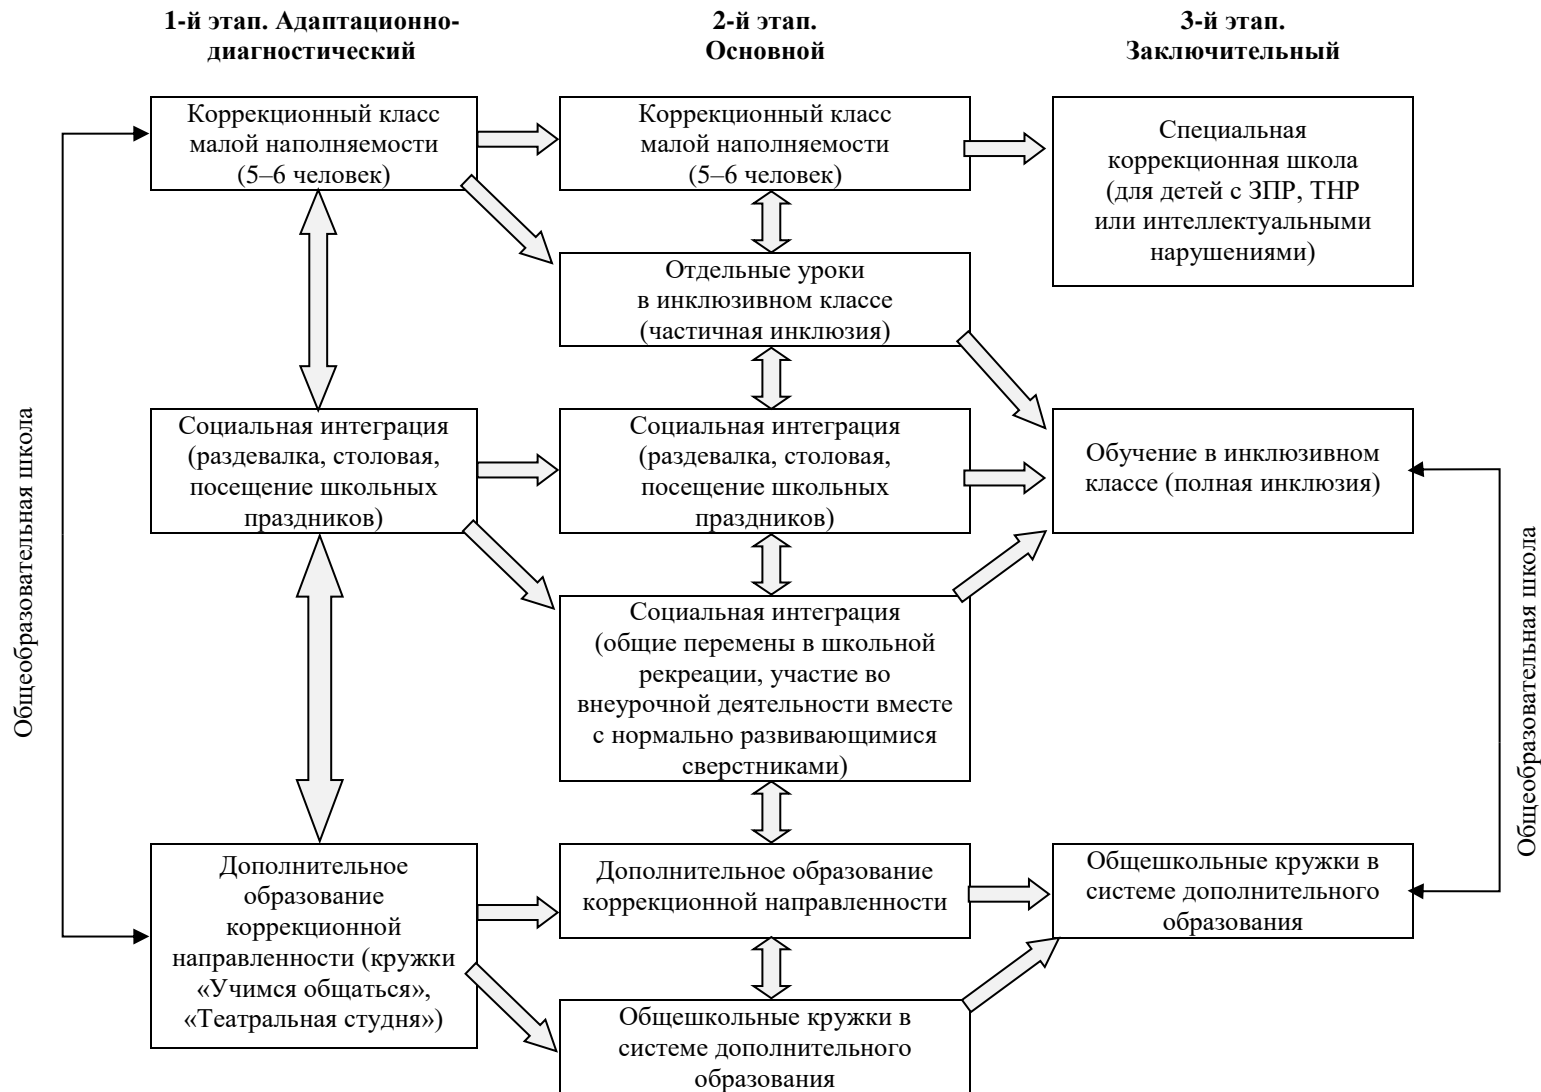 1-й этап. Адаптационно-
диагностический
2-й этап.
Основной
3-й этап.
Заключительный
Коррекционный класс
малой наполняемости
(5–6 человек)
Коррекционный класс
малой наполняемости
(5–6 человек)
Специальная
коррекционная школа
(для детей с ЗПР, ТНР
или интеллектуальными
нарушениями)
Отдельные уроки
в инклюзивном классе
(частичная инклюзия)
Общеобразовательная школа
Социальная интеграция
(раздевалка, столовая,
посещение школьных
праздников)
Социальная интеграция
(раздевалка, столовая,
посещение школьных
праздников)
Обучение в инклюзивном
классе (полная инклюзия)
Общеобразовательная школа
Социальная интеграция
(общие перемены в школьной
рекреации, участие во
внеурочной деятельности вместе
с нормально развивающимися
сверстниками)
Дополнительное
образование
коррекционной
направленности (кружки
«Учимся общаться»,
«Театральная студня»)
Дополнительное образование
коррекционной направленности
Общешкольные кружки в
системе дополнительного
образования
Общешкольные кружки в
системе дополнительного
образования